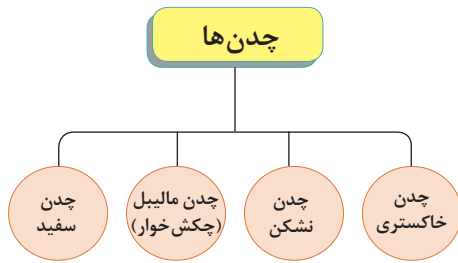 چدن‌ها
چدن
خاکستری
چدن
نشکن
چدن مالیبل
(چکش‌خوار)
چدن
سفید